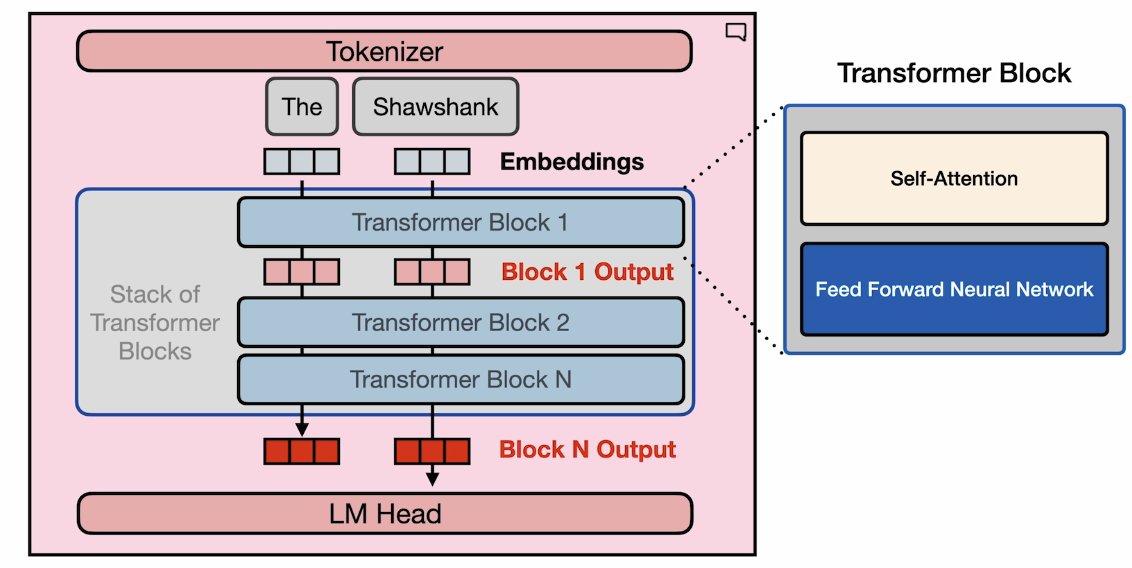 Tokenizer
The
Shawshank
Embeddings
Stack of
Transformer
Blocks
Transformer Block 1
Block 1 Output
Transformer Block 2
Transformer Block N
Block N Output
LM Head
Transformer Block
Self-Attention
Feed Forward Neural Network